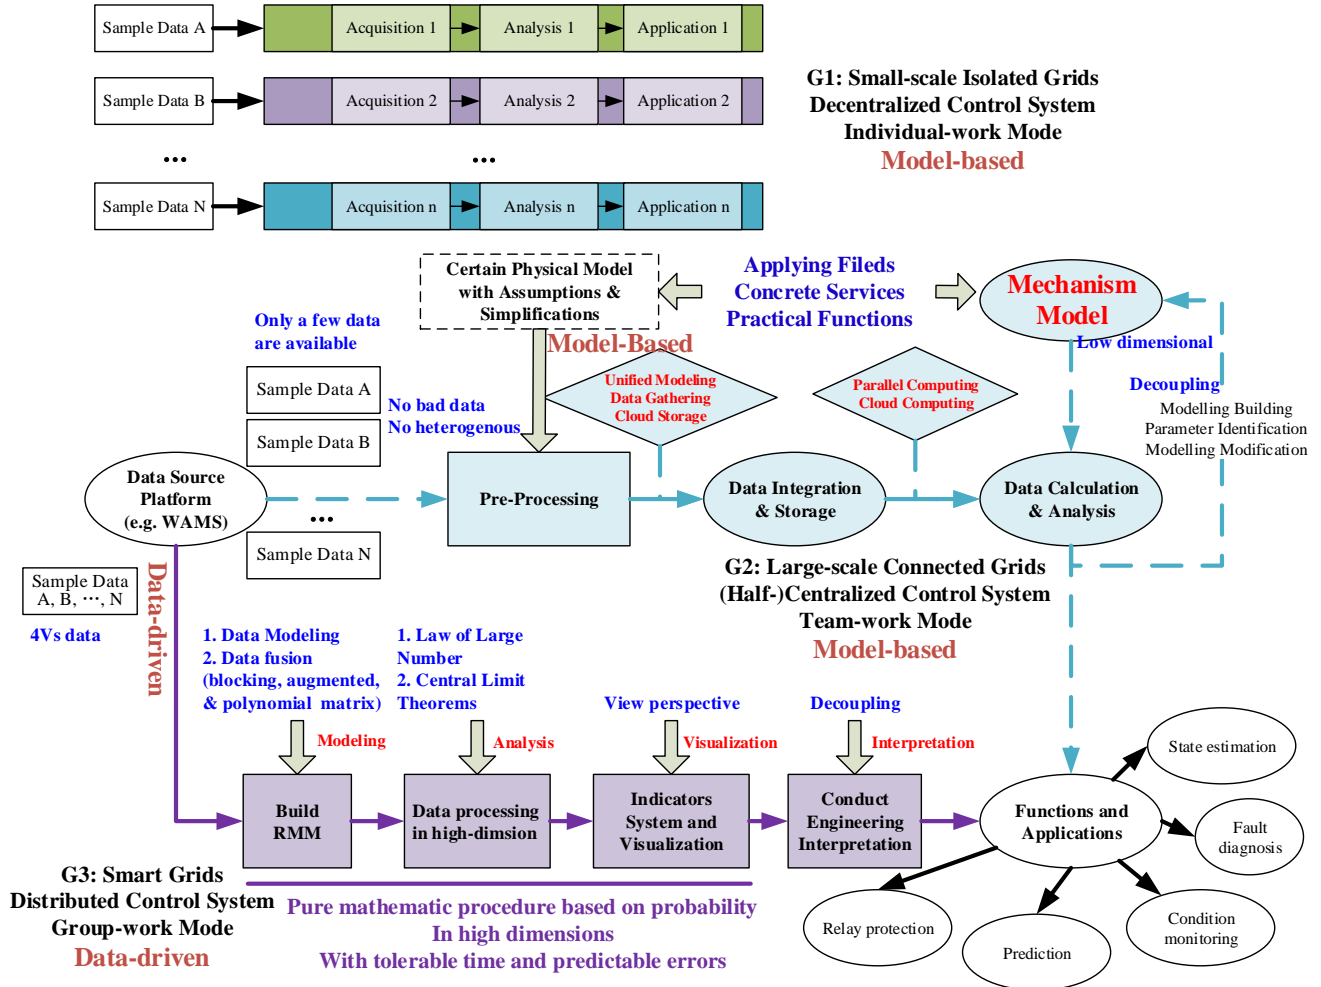 Sample Data A
Acquisition 1
Analysis 1
Application 1
Sample Data B
Acquisition 2
Analysis 2
Application 2
...
...
Sample Data N
Acquisition n
Analysis n
Application n
G1: Small-scale Isolated Grids
Decentralized Control System
Individual-work Mode
Model-based
Certain Physical Model
with Assumptions &
Simplifications
Applying Fileds
Concrete Services
Practical Functions
Mechanism
Model
Model-Based
Low dimensional
Only a few data
are available
Sample Data A
No bad data
No heterogenous
Sample Data B
...
Sample Data N
Unified Modeling
Data Gathering
Cloud Storage
Parallel Computing
Cloud Computing
Decoupling
Modelling Building
Parameter Identification
Modelling Modification
Data Source
Platform
(e.g. WAMS)
Pre-Processing
Data Integration
& Storage
Data Calculation
& Analysis
G2: Large-scale Connected Grids
(Half-)Centralized Control System
Team-work Mode
Model-based
Sample Data
A, B, ..., N
4Vs data
Data-driven
1. Data Modeling
2. Data fusion
(blocking, augmented,
& polynomial matrix)
1. Law of Large
Number
2. Central Limit
Theorems
View perspective
Decoupling
Modeling
Analysis
Visualization
Interpretation
Build
RMM
Data processing
in high-dimsion
Indicators
System and
Visualization
Conduct
Engineering
Interpretation
Functions and
Applications
State estimation
Fault
diagnosis
Condition
monitoring
Prediction
Relay protection
G3: Smart Grids
Distributed Control System
Group-work Mode
Data-driven
Pure mathematic procedure based on probability
In high dimensions
With tolerable time and predictable errors